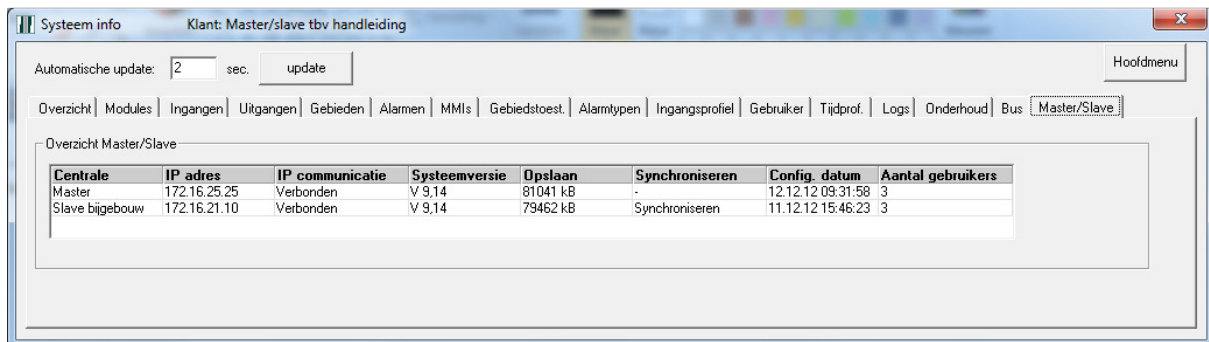 Systeem info Klant: Master/slave tbv handleiding
Automatische update: 2 sec. update Hoofdmenu
Overzicht Modules Ingangen Uitgangen Gebieden Alarmen MMIs Gebiedstoest. Alarmtypen Ingangsprofiel Gebruiker Tijdprof. Logs Onderhoud Bus Master/Slave
Overzicht Master/Slave
Centrale IP adres IP communicatie Systeemversie Opslaan Synchroniseren Config. datum Aantal gebruikers
Master 172.16.25.25 Verbonden V 9,14 81041 kB - 12.12.12 09:31:58 3
Slave bijgebouw 172.16.21.10 Verbonden V 9,14 79462 kB Synchroniseren 11.12.12 15:46:23 3